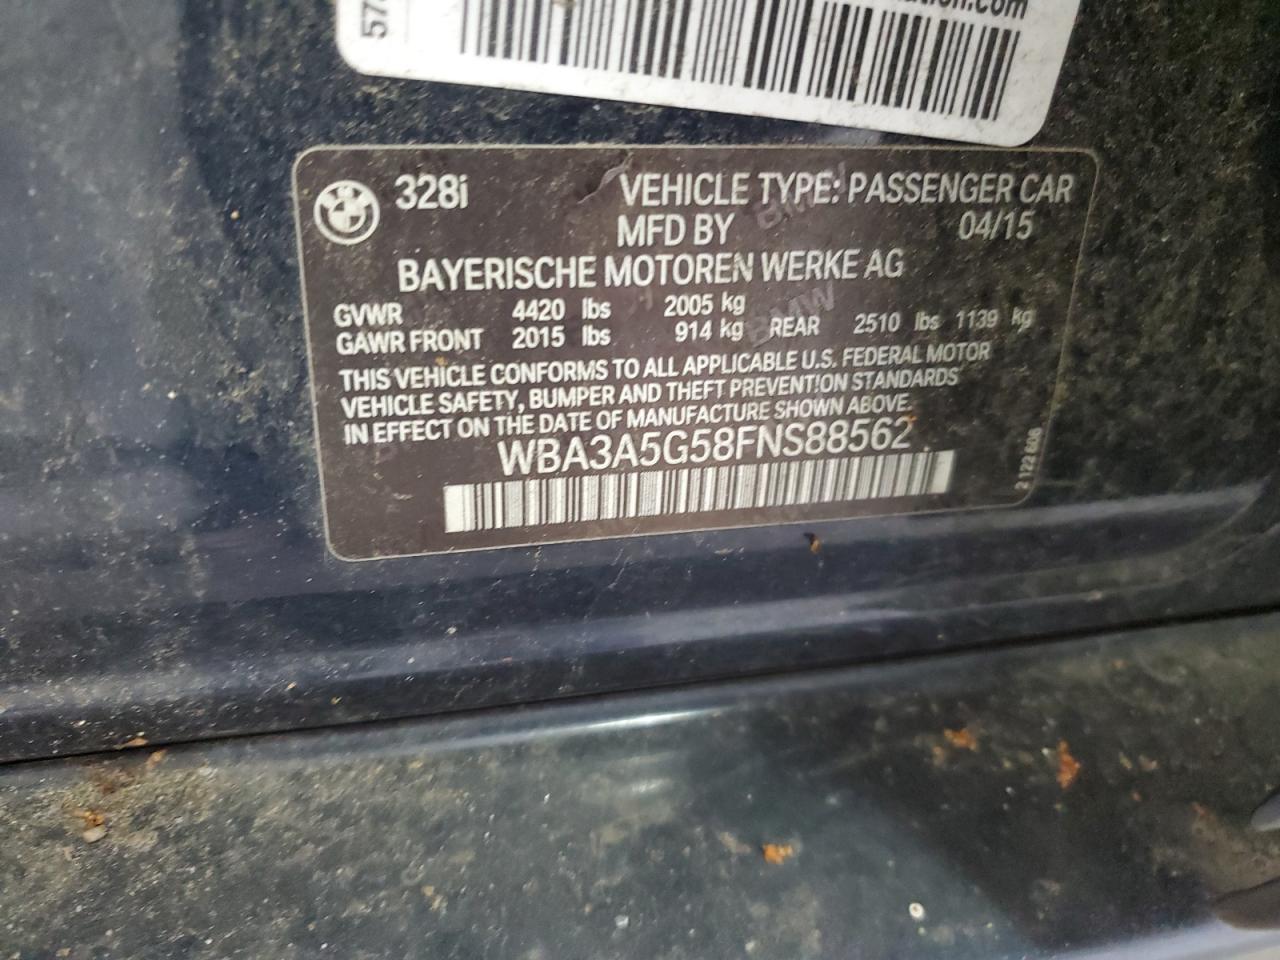 328i VEHICLE TYPE: PASSENGER CAR
MFD BY 04/15
BAYERISCHE MOTOREN WERKE AG
GVWR 4420 lbs 2005 kg
GAWR FRONT 2015 lbs 914 kg REAR 2510 lbs 1139 kg
THIS VEHICLE CONFORMS TO ALL APPLICABLE U.S. FEDERAL MOTOR
VEHICLE SAFETY, BUMPER AND THEFT PREVENTION STANDARDS
IN EFFECT ON THE DATE OF MANUFACTURE SHOWN ABOVE.
WBA3A5G58FNS88562